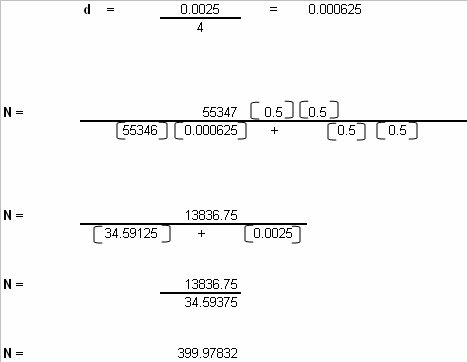 d = 0.0025 = 0.000625
4
N = 55347 [0.5] [0.5]
[55346] [0.000625] + [0.5] [0.5]
N = 13836.75
[34.59125] + [0.0025]
N = 13836.75
34.59375
N = 399.97832